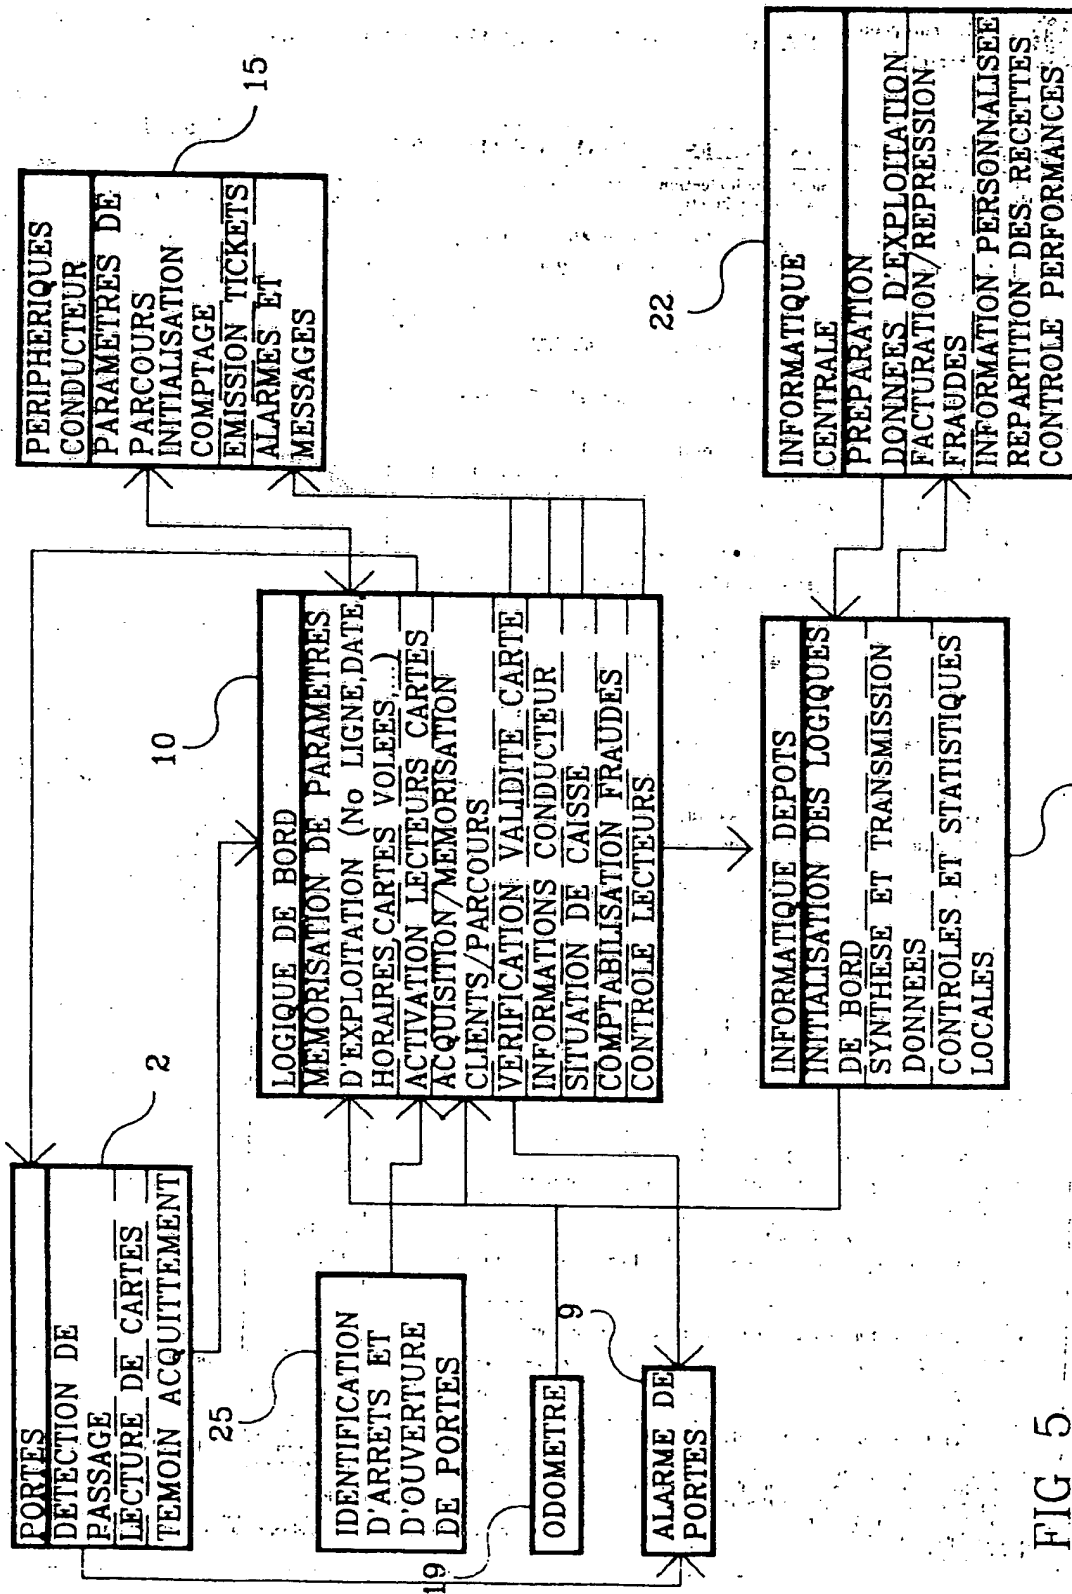 PORTES
DETECTION DE
PASSAGE
LECTURE DE CARTES
TEMOIN ACQUITTEMENT
2
25
IDENTIFICATION
D'ARRETS ET
D'OUVERTURE
DE PORTES
19
ODOMETRE
9
ALARME DE
PORTES
10
LOGIQUE DE BORD
MEMORISATION DE PARAMETRES
D'EXPLOITATION (No LIGNE,DATE,
HORAIRES,CARTES VOLEES,...)
ACTIVATION LECTEURS CARTES
ACQUISITION/MEMORISATION
CLIENTS/PARCOURS
VERIFICATION VALIDITE CARTE
INFORMATIONS CONDUCTEUR
SITUATION DE CAISSE
COMPTABILISATION FRAUDES
CONTROLE LECTEURS
INFORMATIQUE DEPOTS
INITIALISATION DES LOGIQUES
DE BORD
SYNTHESE ET TRANSMISSION
DONNEES
CONTROLES ET STATISTIQUES
LOCALES
15
PERIPHERIQUES
CONDUCTEUR
PARAMETRES DE
PARCOURS
INITIALISATION
COMPTAGE
EMISSION TICKETS
ALARMES ET
MESSAGES
22
INFORMATIQUE
CENTRALE
PREPARATION
DONNEES D'EXPLOITATION
FACTURATION/REPRESSION
FRAUDES
INFORMATION PERSONNALISEE
REPARTITION DES RECETTES
CONTROLE PERFORMANCES
FIG 5